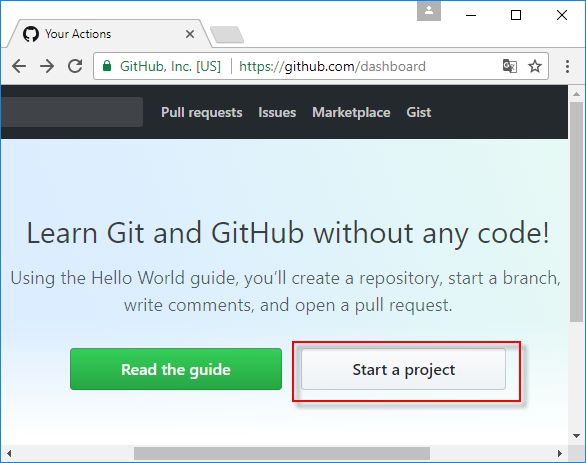 Your Actions
GitHub, Inc. [US] https://github.com/dashboard
Pull requests Issues Marketplace Gist
Learn Git and GitHub without any code!
Using the Hello World guide, you’ll create a repository, start a branch,
write comments, and open a pull request.
Read the guide Start a project